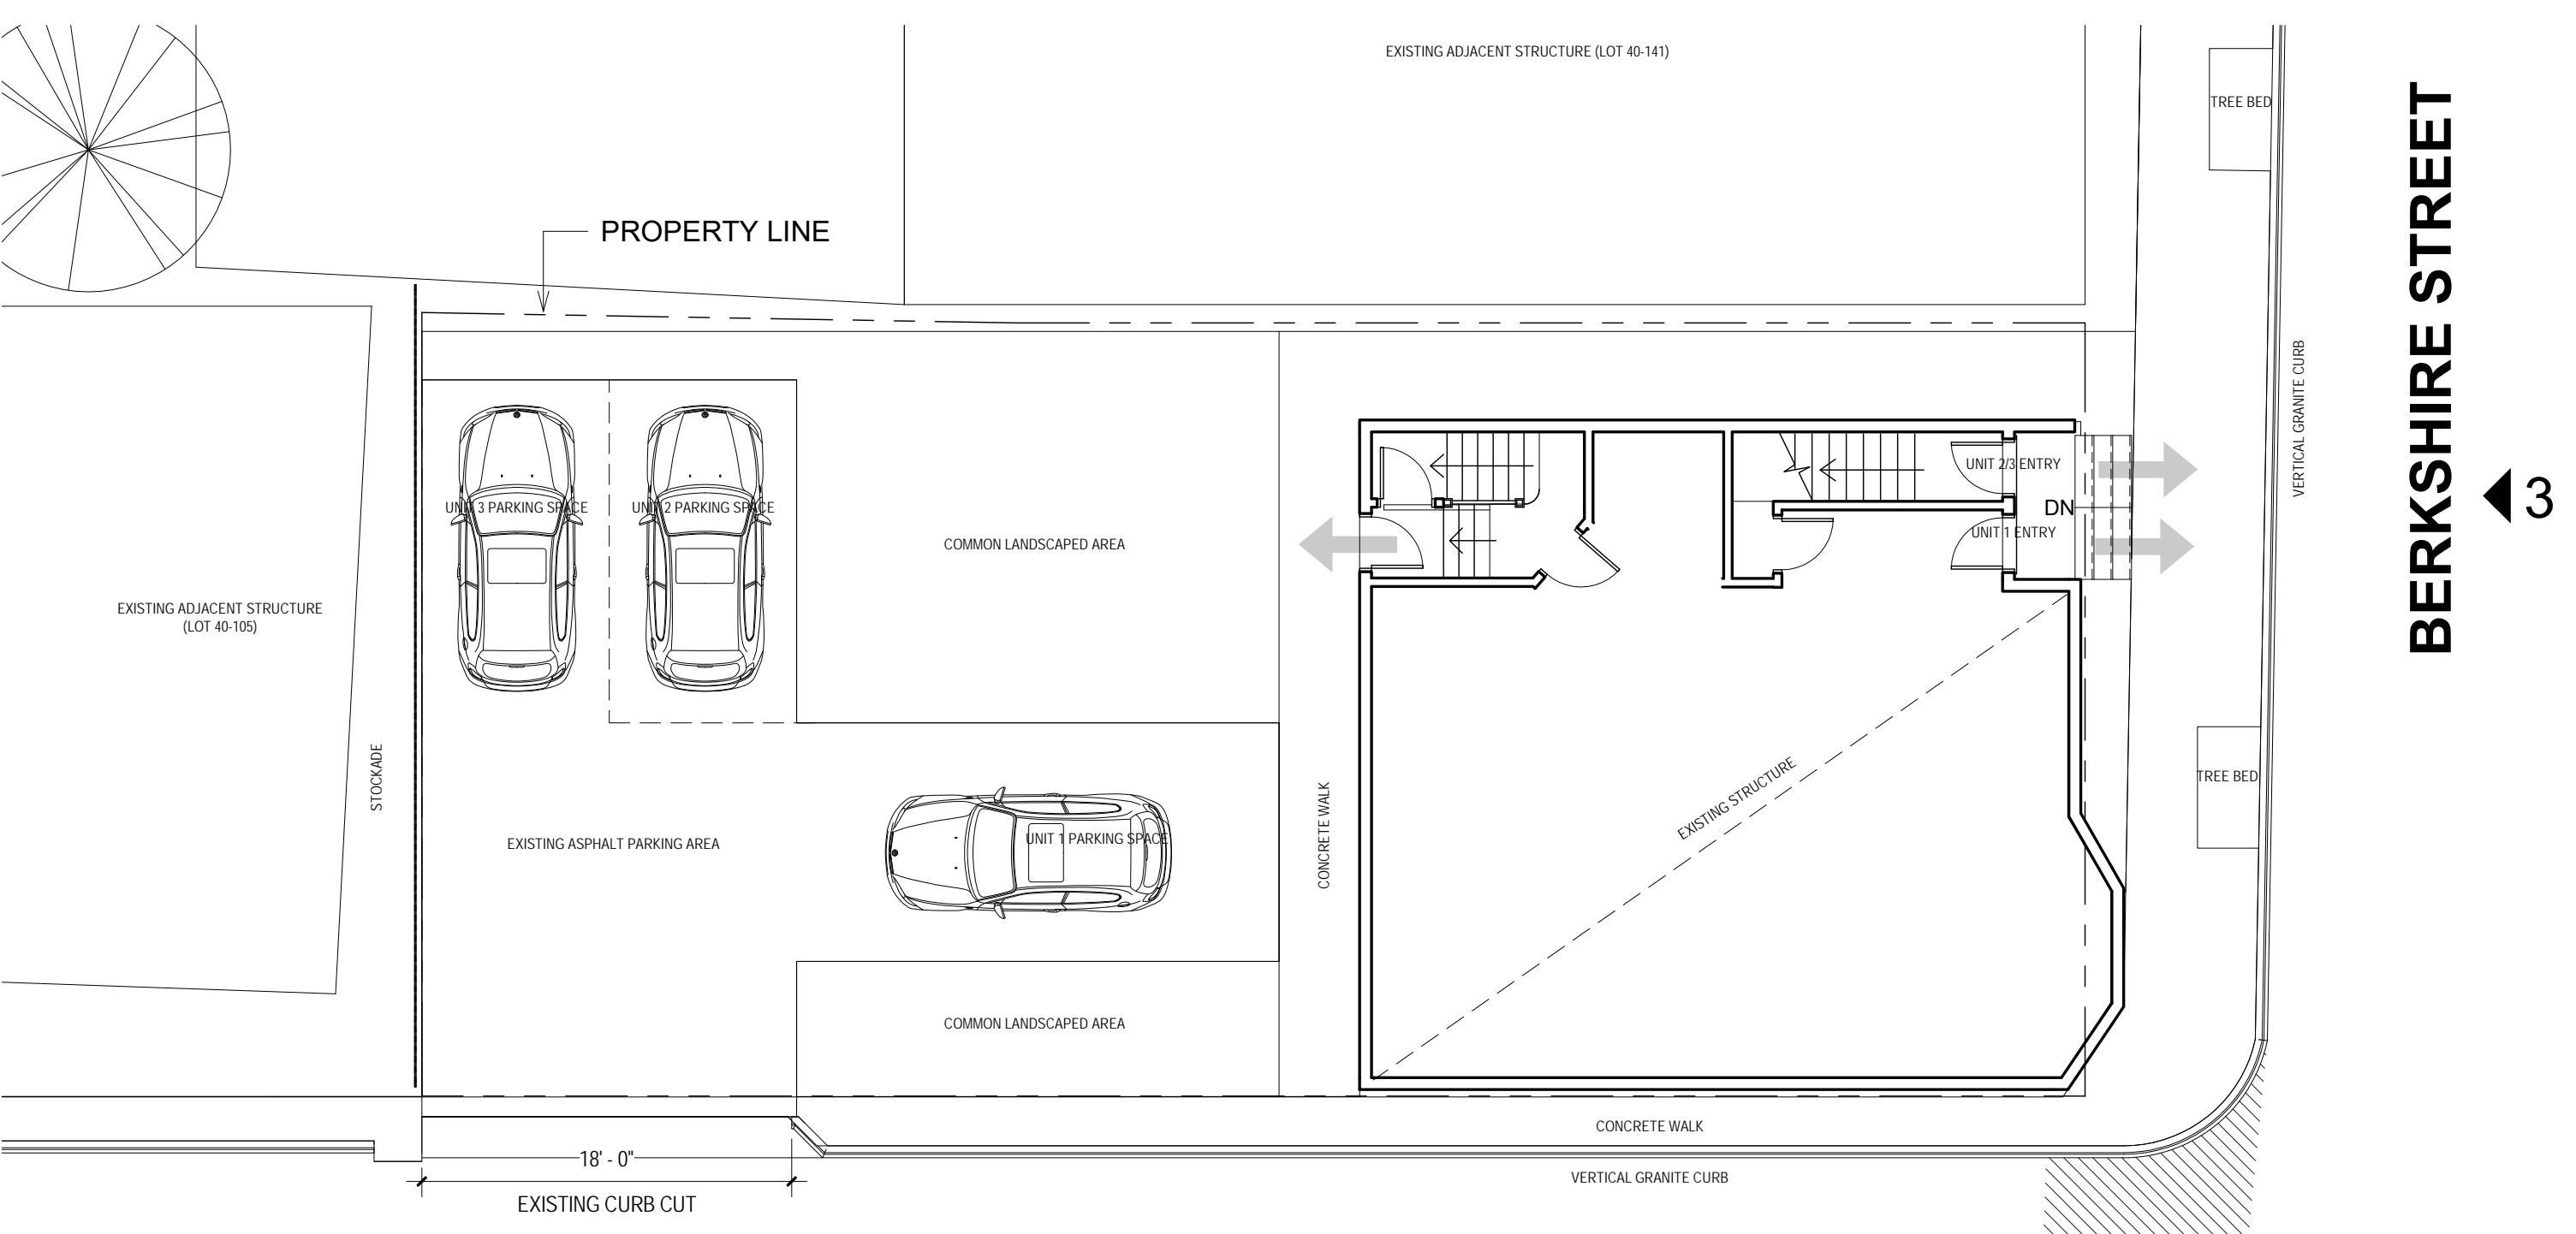 EXISTING ADJACENT STRUCTURE (LOT 40-141)
TREE BED
PROPERTY LINE
BERKSHIRE STREET
3
VERTICAL GRANITE CURB
UNIT 2/3 ENTRY
UNIT 3 PARKING SPACE
UNIT 2 PARKING SPACE
DN
UNIT 1 ENTRY
COMMON LANDSCAPED AREA
EXISTING ADJACENT STRUCTURE
(LOT 40-105)
STOCKADE
TREE BED
EXISTING STRUCTURE
CONCRETE WALK
UNIT 1 PARKING SPACE
EXISTING ASPHALT PARKING AREA
COMMON LANDSCAPED AREA
CONCRETE WALK
18' - 0"
VERTICAL GRANITE CURB
EXISTING CURB CUT